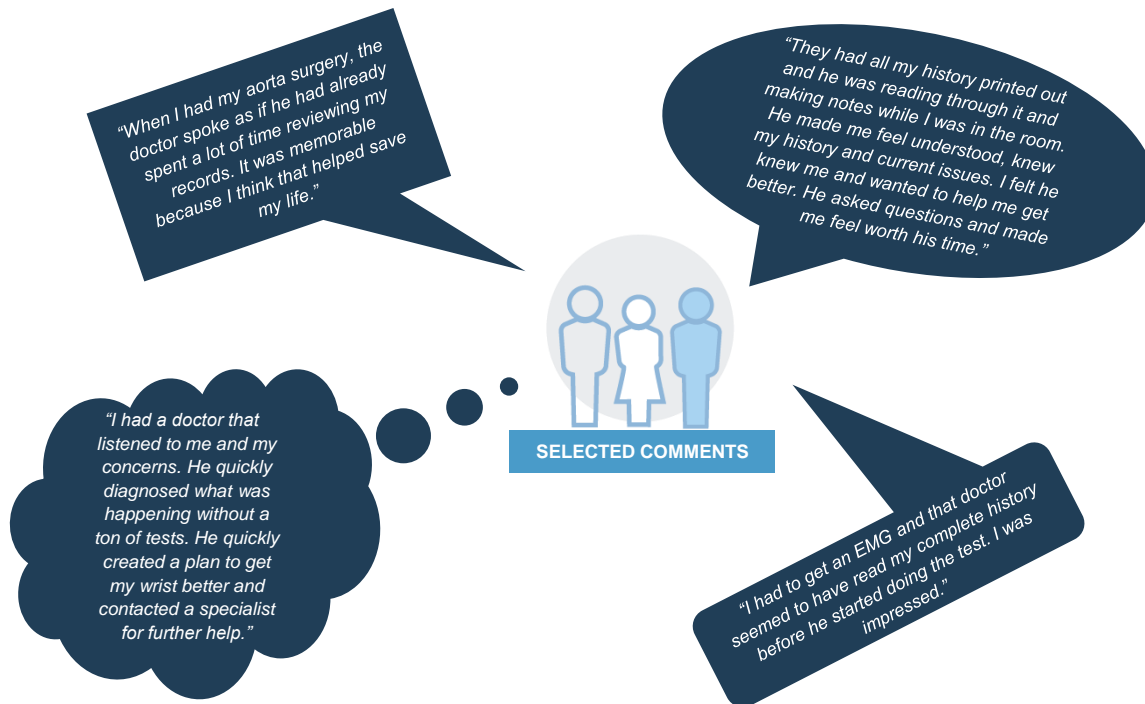 “When I had my aorta surgery, the
doctor spoke as if he had already
spent a lot of time reviewing my
records. It was memorable
because I think that helped save
my life.”
“They had all my history printed out
and he was reading through it and
making notes while I was in the room.
He made me feel understood, knew
my history and current issues. I felt he
knew me and wanted to help me get
better. He asked questions and made
me feel worth his time.”
SELECTED COMMENTS
“I had a doctor that
listened to me and my
concerns. He quickly
diagnosed what was
happening without a
ton of tests. He quickly
created a plan to get
my wrist better and
contacted a specialist
for further help.”
“I had to get an EMG and that doctor
seemed to have read my complete history
before he started doing the test. I was
impressed.”